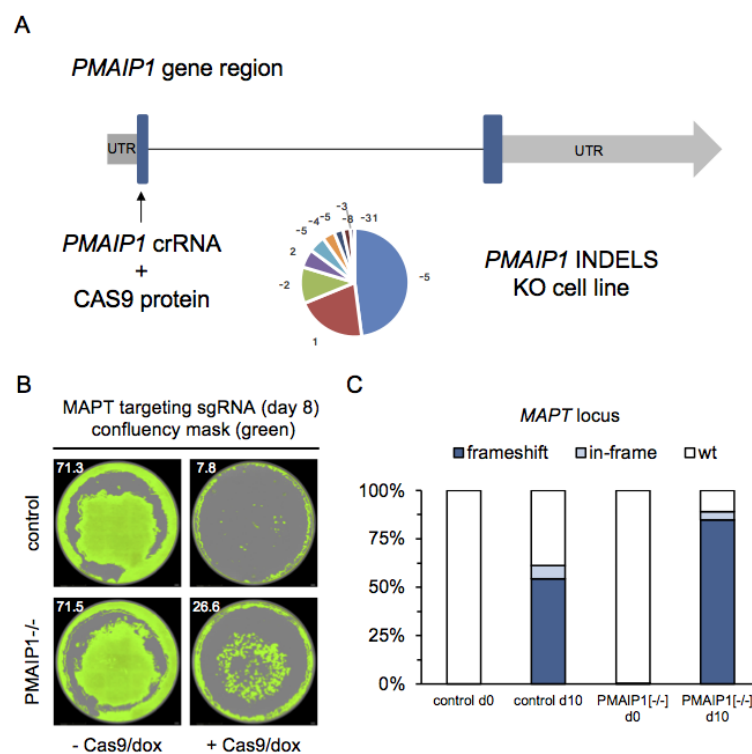 A
PMAIP1 gene region
UTR
UTR
PMAIP1 crRNA
+
CAS9 protein
-3
-4 -5 -8 -31
-5
2
-2
-5
1
PMAIP1 INDELS
KO cell line
B
MAPT targeting sgRNA (day 8)
confluency mask (green)
control
71.3
7.8
PMAIP1-/-
71.5
26.6
- Cas9/dox
+ Cas9/dox
C
MAPT locus
frameshift in-frame wt
100%
75%
50%
25%
0%
control d0
control d10
PMAIP1[-/-]
d0
PMAIP1[-/-]
d10